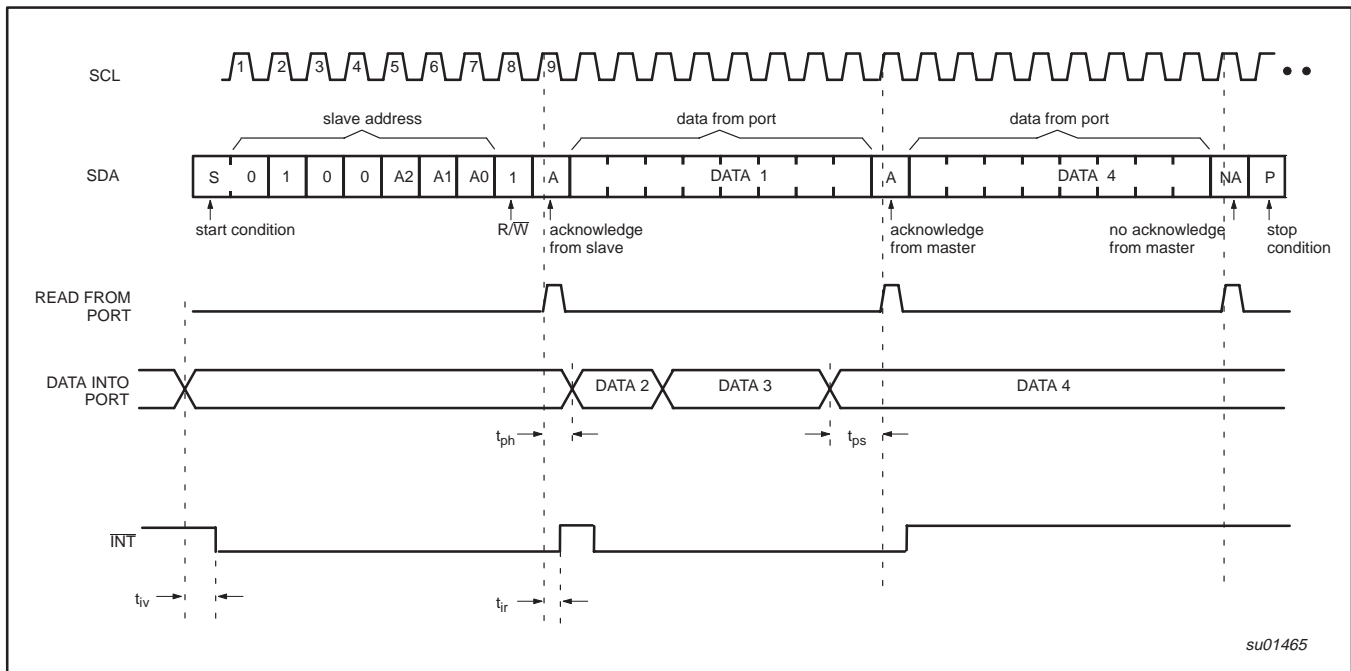 SCL
1 2 3 4 5 6 7 8 9
slave address
data from port
data from port
SDA
S 0 1 0 0 A2 A1 A0 1 A DATA 1 A DATA 4 NA P
start condition
R/W̅
acknowledge
from slave
acknowledge
from master
no acknowledge
from master
stop
condition
READ FROM
PORT
DATA INTO
PORT
DATA 2
DATA 3
DATA 4
tph
tps
I̅N̅T̅
tiv
tir
su01465